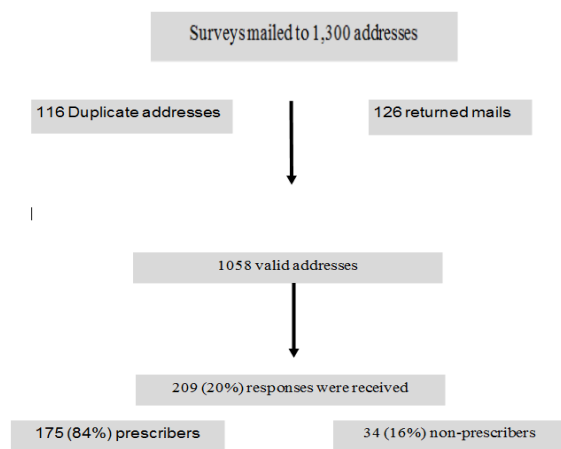 Surveys mailed to 1,300 addresses
116 Duplicate addresses
126 returned mails
1058 valid addresses
209 (20%) responses were received
175 (84%) prescribers
34 (16%) non-prescribers